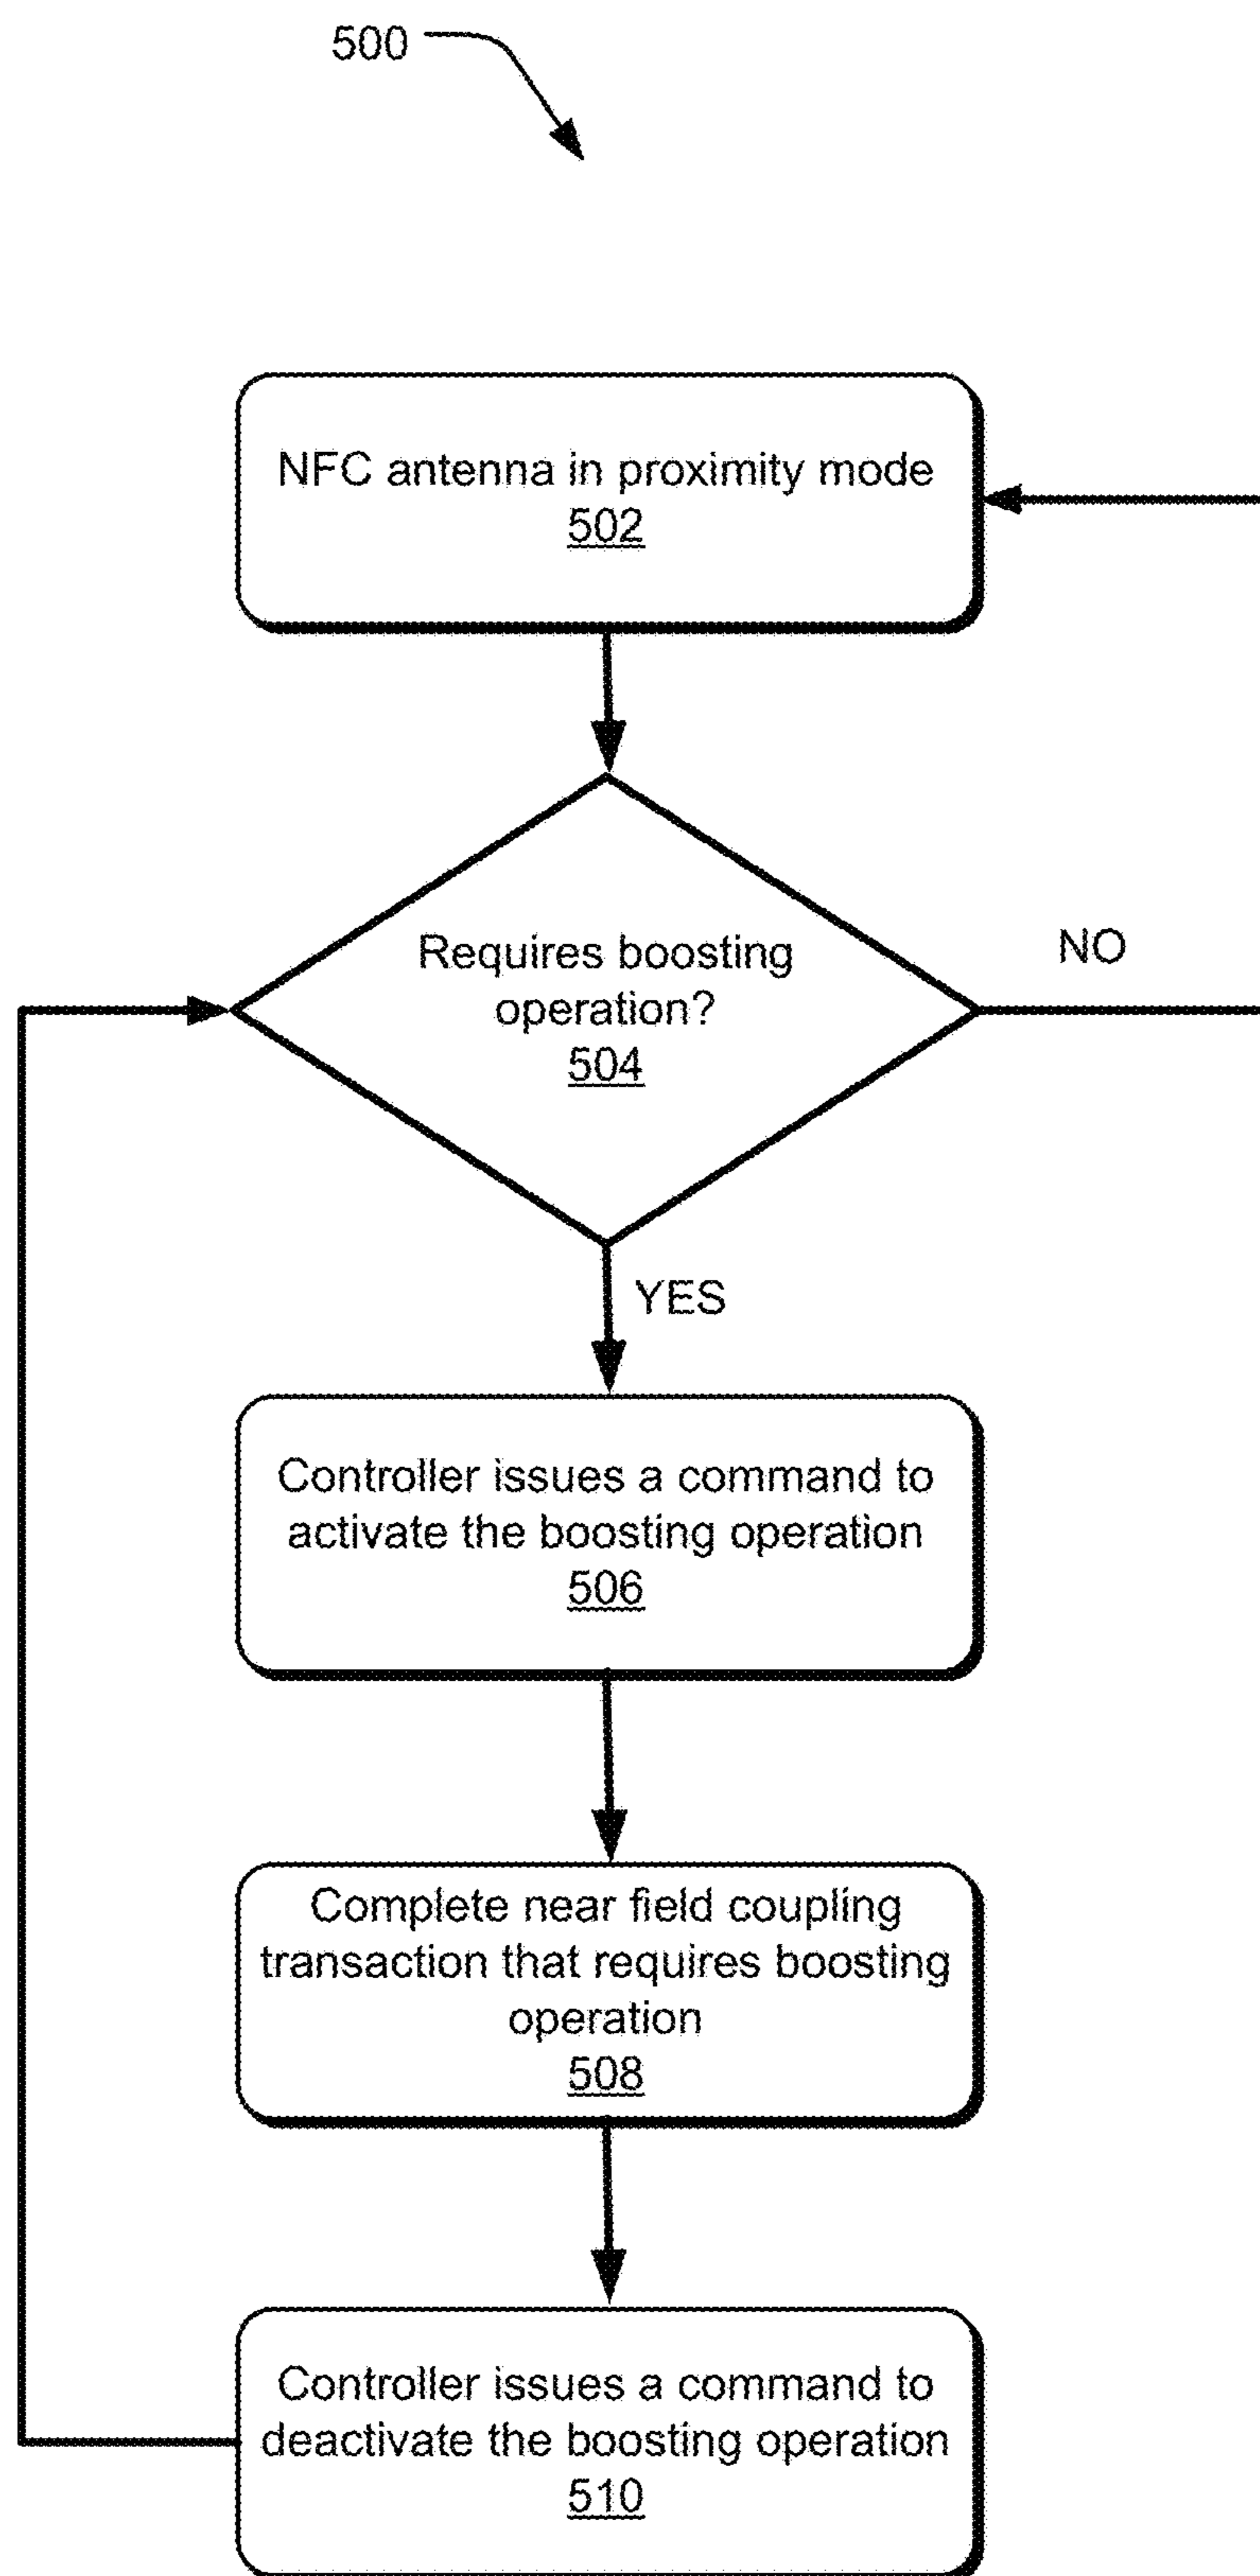 500
NFC antenna in proximity mode
502
Requires boosting
operation?
504
NO
YES
Controller issues a command to
activate the boosting operation
506
Complete near field coupling
transaction that requires boosting
operation
508
Controller issues a command to
deactivate the boosting operation
510